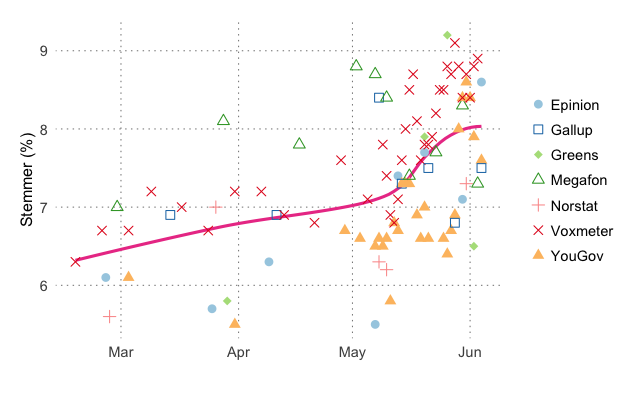 9
8
7
6
Stemmer (%)
Mar
Apr
May
Jun
Epinion
Gallup
Greens
Megafon
Norstat
Voxmeter
YouGov